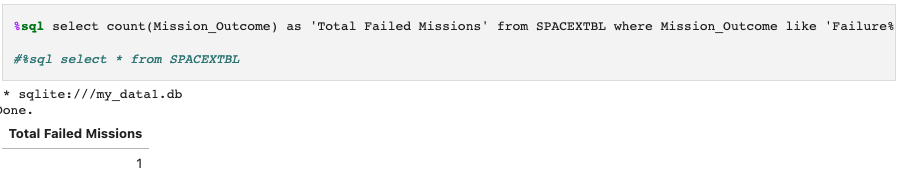 %sql select count(Mission_Outcome) as 'Total Failed Missions' from SPACEXTBL where Mission_Outcome like 'Failure%
#%sql select * from SPACEXTBL
* sqlite:///my_data1.db
Done.
Total Failed Missions
1